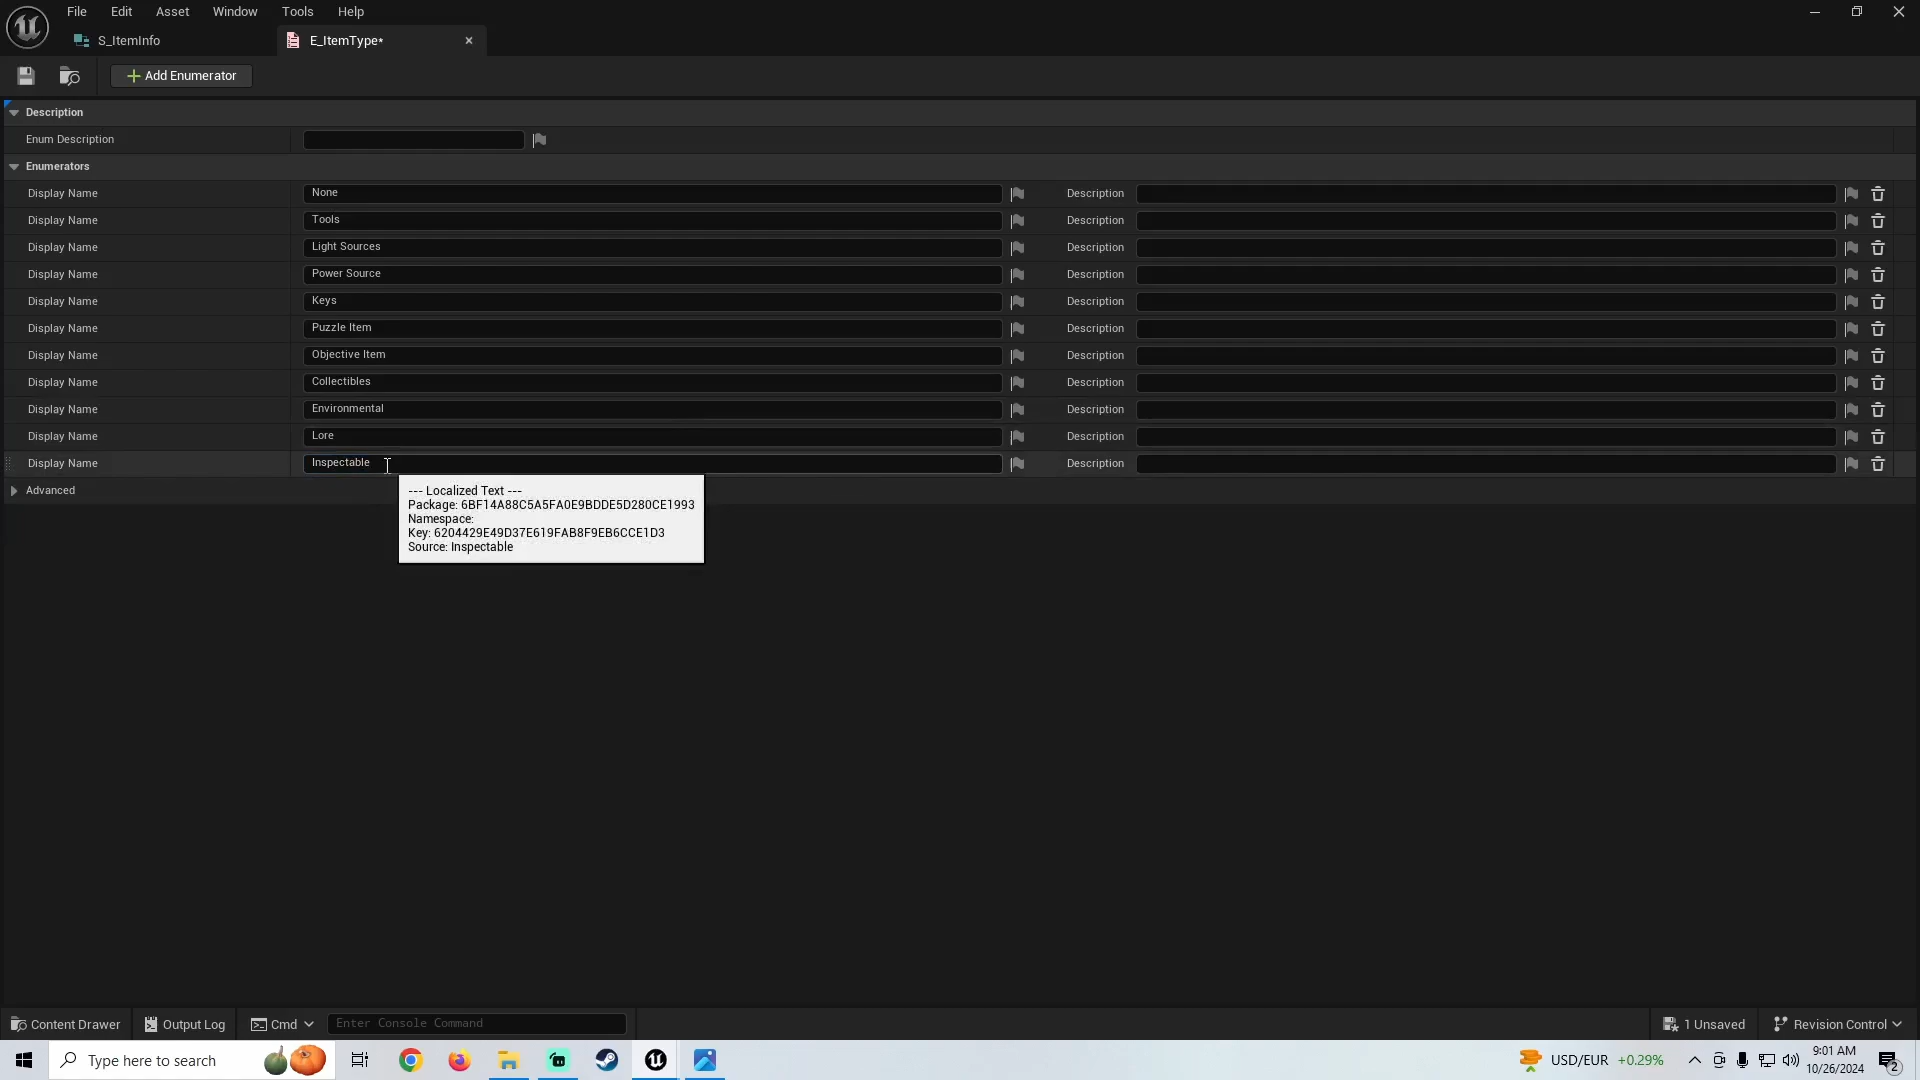 File Edit Asset Window Tools Help
S_ItemInfo E_ItemType*
Add Enumerator
Description
Enum Description
Enumerators
Display Name None Description
Display Name Tools Description
Display Name Light Sources Description
Display Name Power Source Description
Display Name Keys Description
Display Name Puzzle Item Description
Display Name Objective Item Description
Display Name Collectibles Description
Display Name Environmental Description
Display Name Lore Description
Display Name Inspectable Description
Advanced
--- Localized Text ---
Package: 6BF14A88C5A5FA0E9BDDE5D280CE1993
Namespace:
Key: 6204429E49D37E619FAB8F9EB6CCE1D3
Source: Inspectable
Content Drawer Output Log Cmd Enter Console Command 1 Unsaved Revision Control
Type here to search USD/EUR +0.29% 9:01 AM
10/26/2024 2